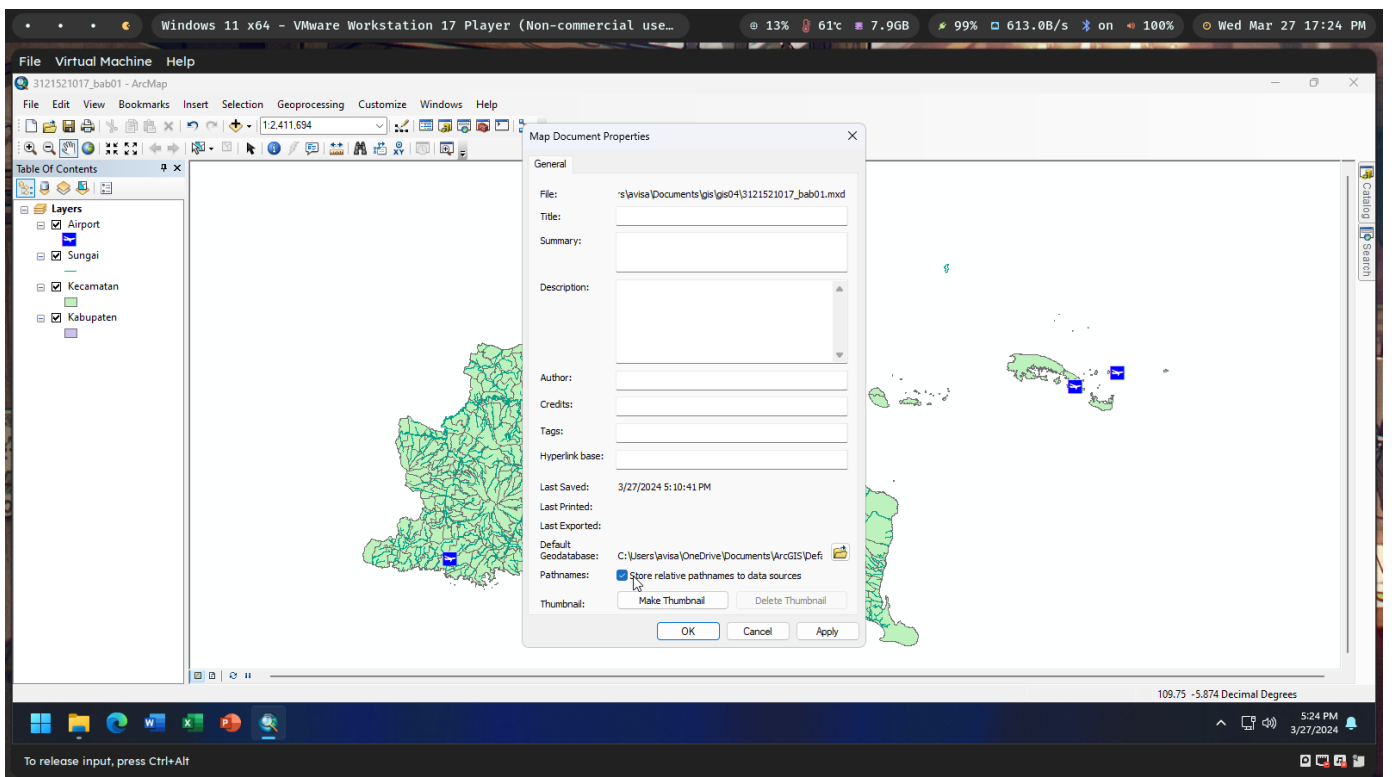 Windows 11 x64 - VMware Workstation 17 Player (Non-commercial use…
13% 61℃ 7.9GB
99% 613.0B/s on 100%
Wed Mar 27 17:24 PM
File Virtual Machine Help
3121521017_bab01 - ArcMap
File Edit View Bookmarks Insert Selection Geoprocessing Customize Windows Help
1:2,411,694
Table Of Contents
Layers
Airport
Sungai
Kecamatan
Kabupaten
Map Document Properties
General
File: 's\avisa\Documents\gis\gis04\3121521017_bab01.mxd
Title:
Summary:
Description:
Author:
Credits:
Tags:
Hyperlink base:
Last Saved: 3/27/2024 5:10:41 PM
Last Printed:
Last Exported:
Default
Geodatabase: C:\Users\avisa\OneDrive\Documents\ArcGIS\Defa
Pathnames: Store relative pathnames to data sources
Thumbnail: Make Thumbnail Delete Thumbnail
OK Cancel Apply
Catalog
Search
109.75 -5.874 Decimal Degrees
5:24 PM
3/27/2024
To release input, press Ctrl+Alt